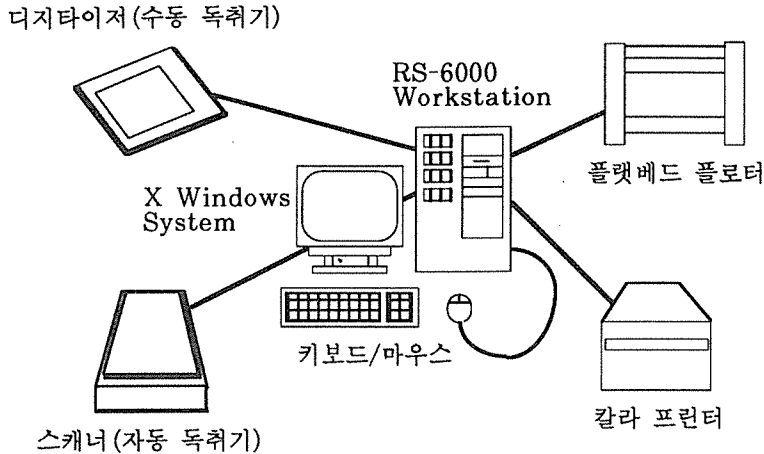 디지타이저(수동 독취기)
RS-6000
Workstation
플랫베드 플로터
X Windows
System
키보드/마우스
칼라 프린터
스캐너(자동 독취기)